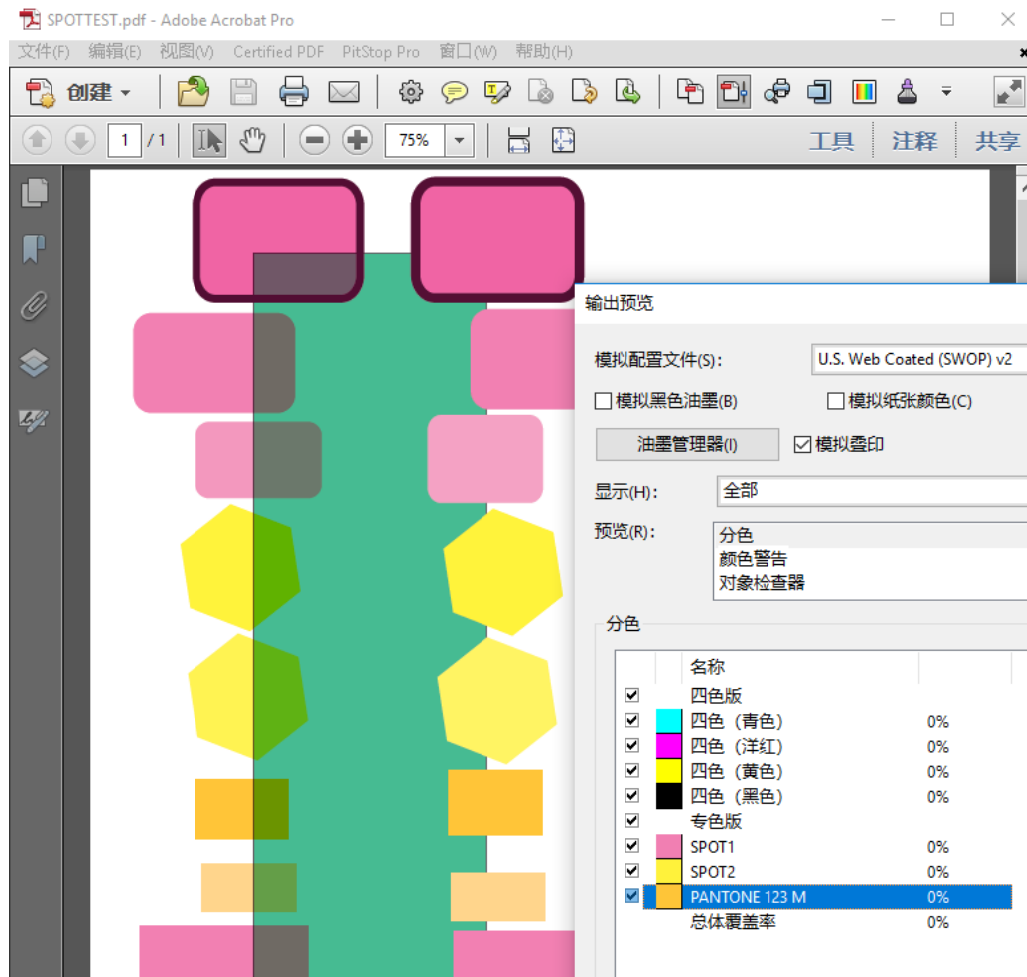 SPOTTEST.pdf - Adobe Acrobat Pro
文件(F) 编辑(E) 视图(V) Certified PDF PitStop Pro 窗口(W) 帮助(H)
创建
1 / 1 75% 工具 注释 共享
输出预览
模拟配置文件(S): U.S. Web Coated (SWOP) v2
模拟黑色油墨(B) 模拟纸张颜色(C)
油墨管理器(I) 模拟叠印
显示(H): 全部
预览(R): 分色
颜色警告
对象检查器
分色
名称
四色版
四色（青色） 0%
四色（洋红） 0%
四色（黄色） 0%
四色（黑色） 0%
专色版
SPOT1 0%
SPOT2 0%
PANTONE 123 M 0%
总体覆盖率 0%